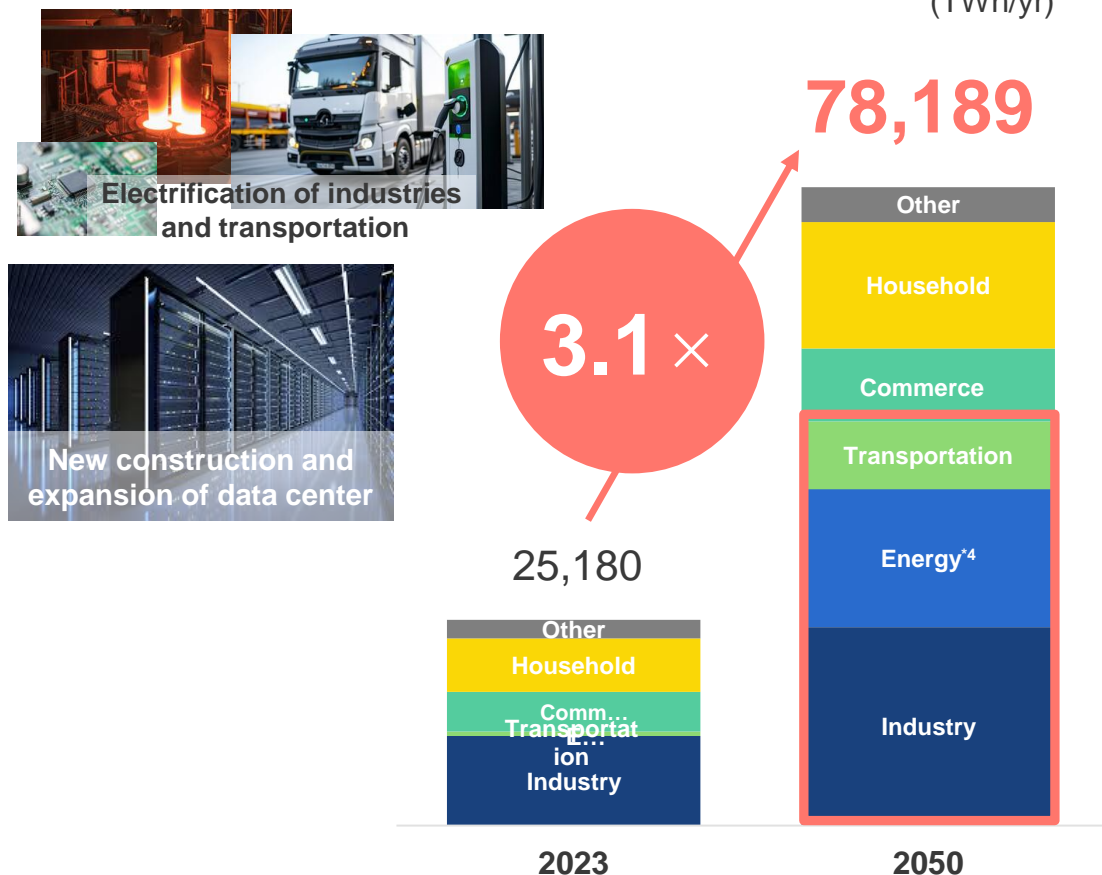 (TWh/yr)
78,189
Electrification of industries
and transportation
New construction and
expansion of data center
3.1 ×
25,180
Other
Household
Commerce
Transportation
Energy*4
Industry
Other
Household
Comm…
Transportat
E…
ion
Industry
2023
2050